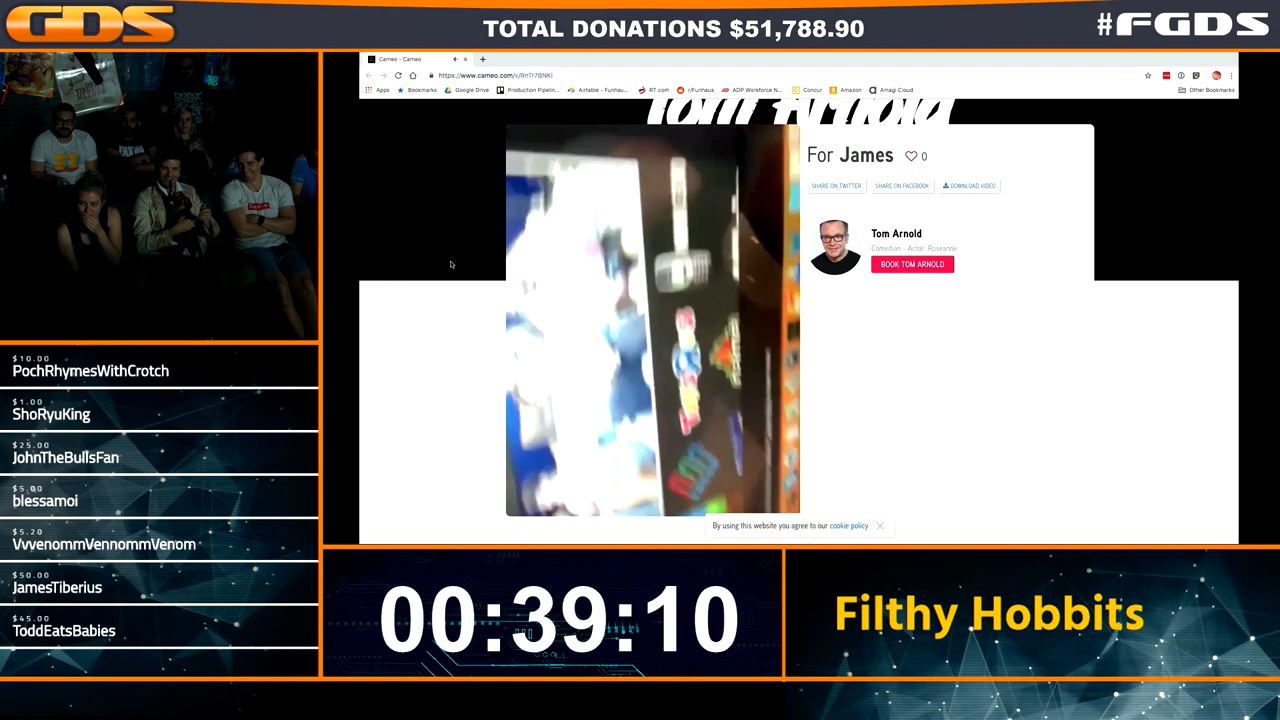 GDS
TOTAL DONATIONS $51,788.90
#FGDS
Cameo - Cameo
https://www.cameo.com/v/RnTr7BNKi
Apps
Bookmarks
Google Drive
Production Pipelin...
Airtable - Funhau...
RT.com
r/Funhaus
ADP Workforce N...
Concur
Amazon
Amagi Cloud
Other Bookmarks
Tom Arnold
For James
0
SHARE ON TWITTER
SHARE ON FACEBOOK
DOWNLOAD VIDEO
Tom Arnold
Comedian - Actor: Roseanne
BOOK TOM ARNOLD
By using this website you agree to our cookie policy
$10.00
PochRhymesWithCrotch
$1.00
ShoRyuKing
$25.00
JohnTheBullsFan
$5.00
blessamoi
$5.20
VvvenommVennommVenom
$50.00
JamesTiberius
$45.00
ToddEatsBabies
00:39:10
Filthy Hobbits